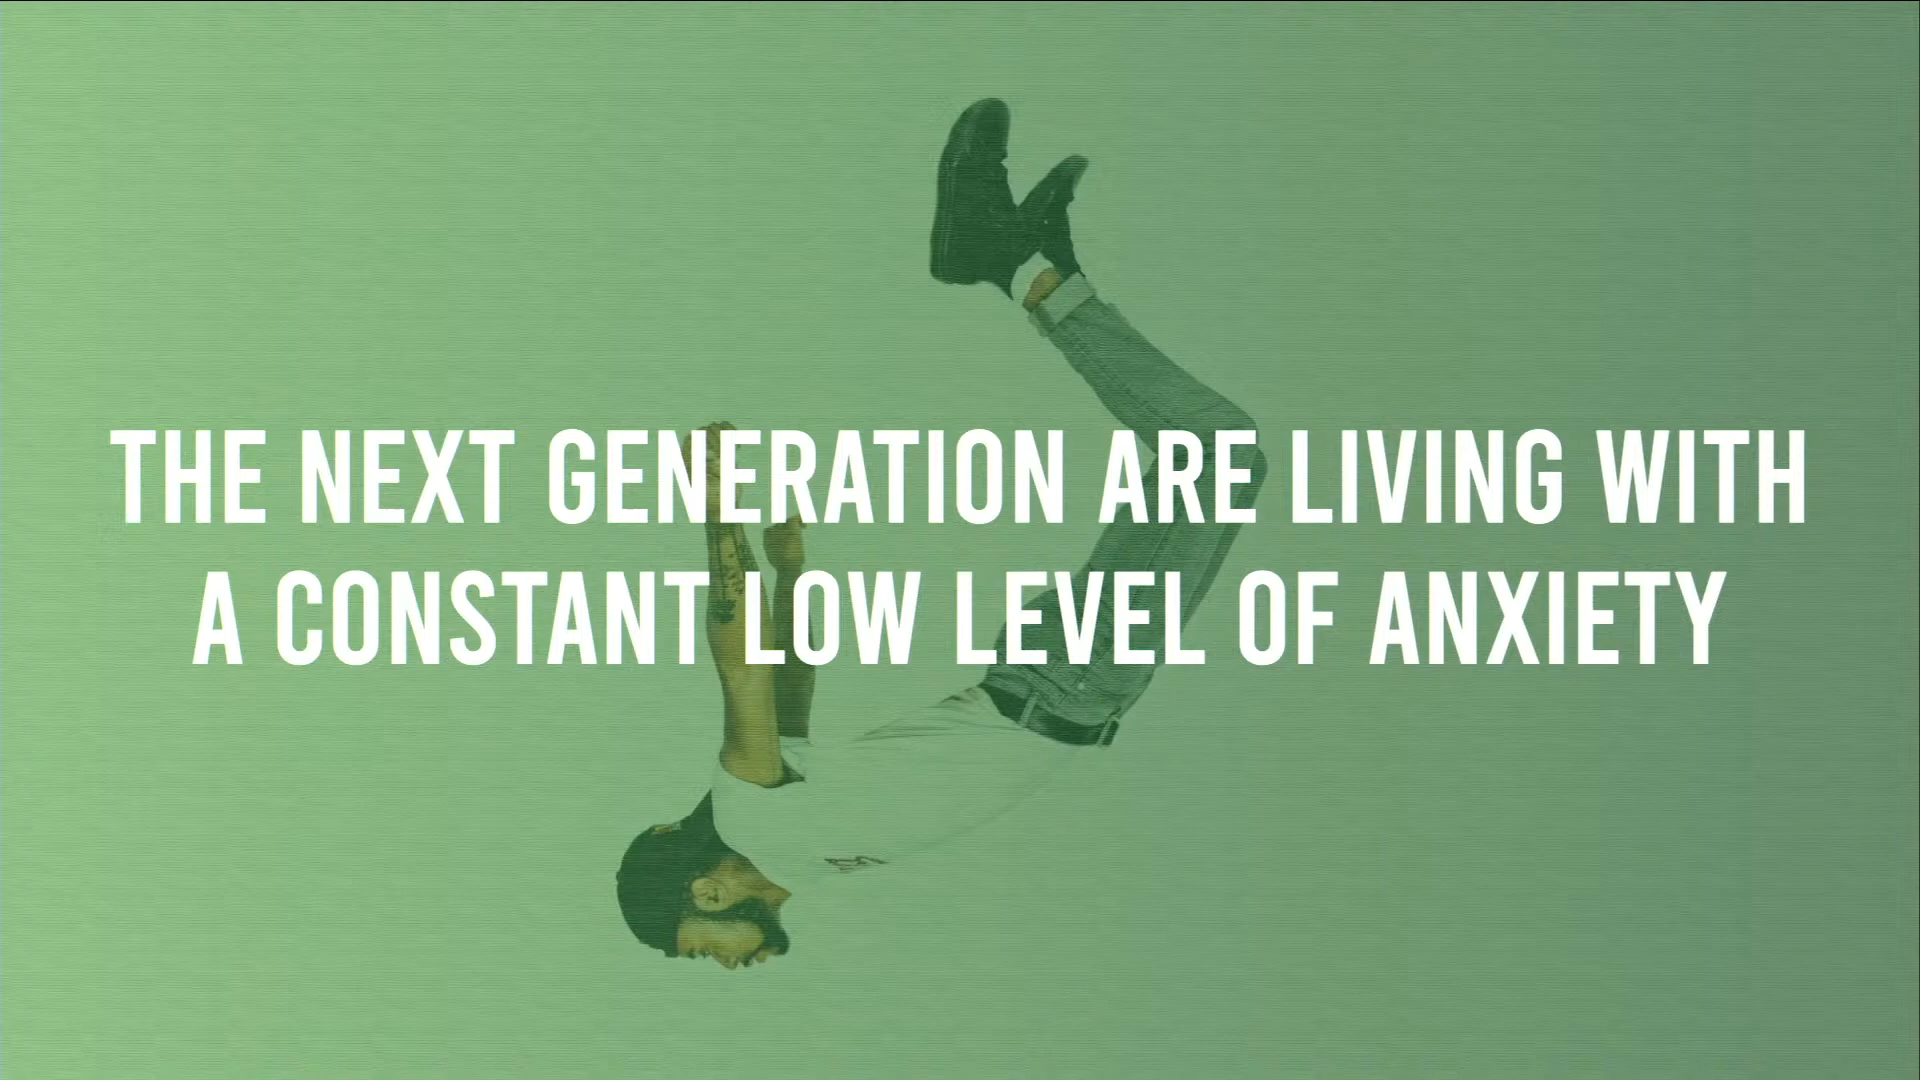 THE NEXT GENERATION ARE LIVING WITH
A CONSTANT LOW LEVEL OF ANXIETY